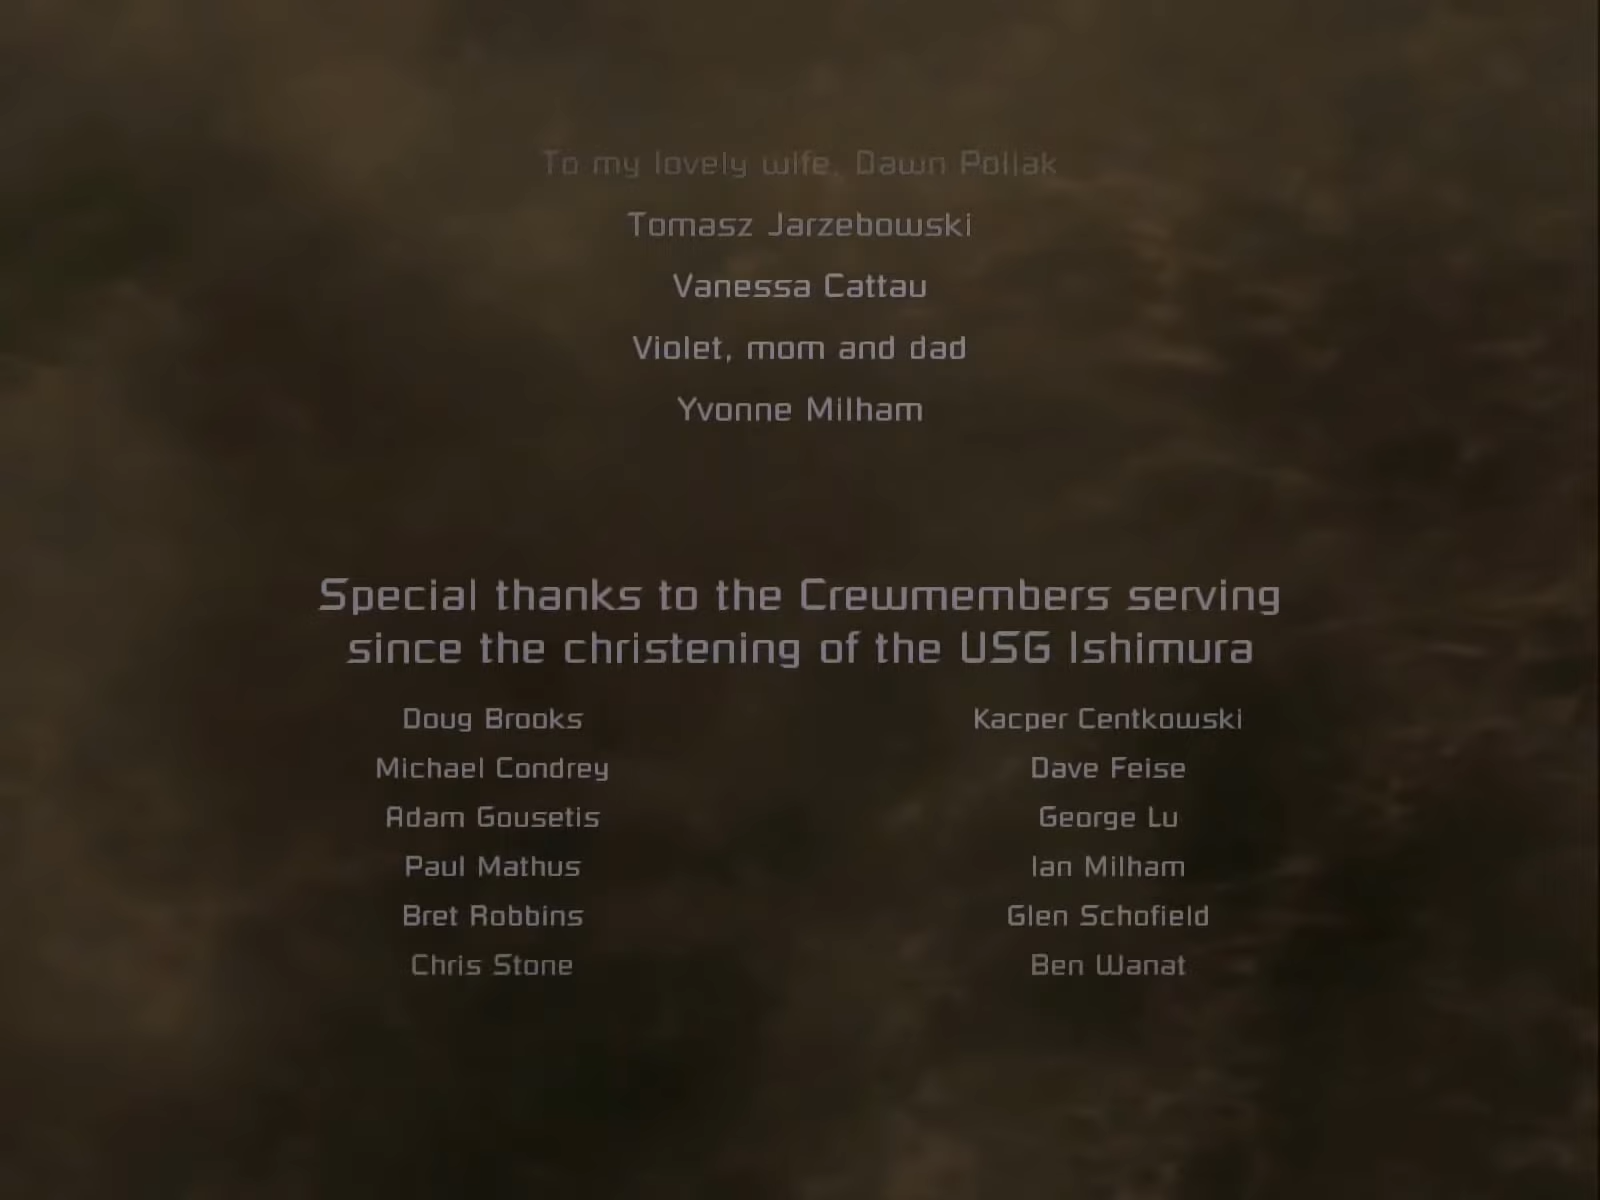 To my lovely wife, Dawn Pollak
Tomasz Jarzebowski
Vanessa Cattau
Violet, mom and dad
Yvonne Milham
Special thanks to the Crewmembers serving
since the christening of the USG Ishimura
Doug Brooks
Kacper Centkowski
Michael Condrey
Dave Feise
Adam Gousetis
George Lu
Paul Mathus
Ian Milham
Bret Robbins
Glen Schofield
Chris Stone
Ben Wanat